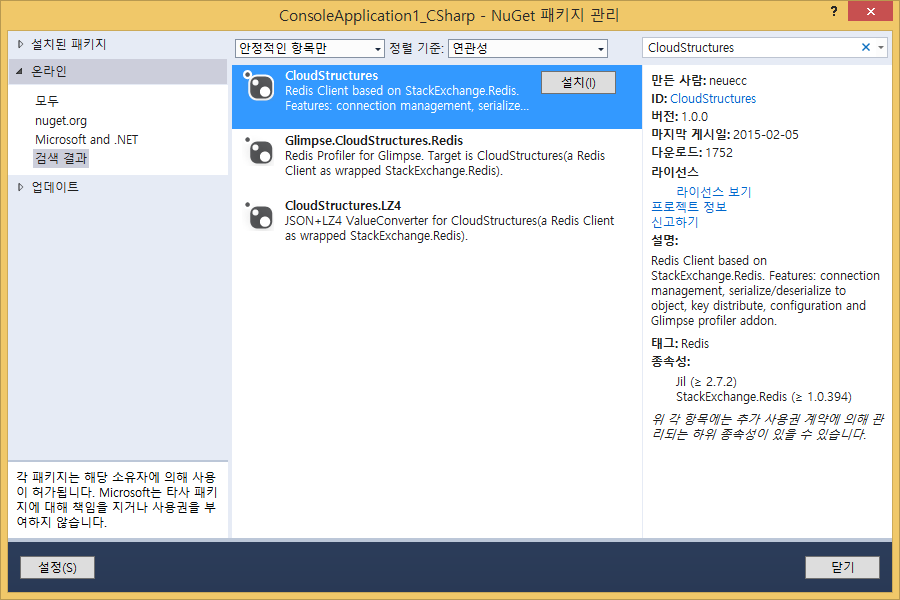 ConsoleApplication1_CSharp - NuGet 패키지 관리
?
설치된 패키지
온라인
모두
nuget.org
Microsoft and .NET
검색 결과
업데이트
각 패키지는 해당 소유자에 의해 사용
이 허가됩니다. Microsoft는 타사 패키
지에 대해 책임을 지거나 사용권을 부
여하지 않습니다.
안정적인 항목만 정렬 기준: 연관성
CloudStructures
설치(I)
Redis Client based on StackExchange.Redis.
Features: connection management, serialize...
Glimpse.CloudStructures.Redis
Redis Profiler for Glimpse. Target is CloudStructures(a Redis
Client as wrapped StackExchange.Redis).
CloudStructures.LZ4
JSON+LZ4 ValueConverter for CloudStructures(a Redis Client
as wrapped StackExchange.Redis).
CloudStructures
만든 사람: neuecc
ID: CloudStructures
버전: 1.0.0
마지막 게시일: 2015-02-05
다운로드: 1752
라이선스
라이선스 보기
프로젝트 정보
신고하기
설명:
Redis Client based on
StackExchange.Redis. Features: connection
management, serialize/deserialize to
object, key distribute, configuration and
Glimpse profiler addon.
태그: Redis
종속성:
Jil (≥ 2.7.2)
StackExchange.Redis (≥ 1.0.394)
위 각 항목에는 추가 사용권 계약에 의해 관
리되는 하위 종속성이 있을 수 있습니다.
설정(S)
닫기